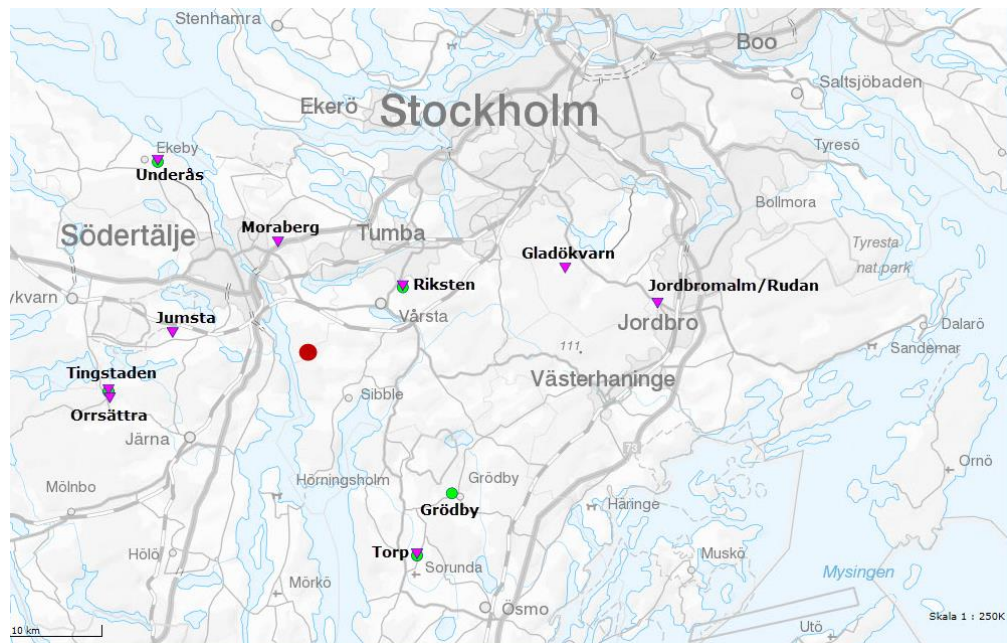 Stenhamra
Boo
Saltsjöbaden
Ekerö
Stockholm
Ekeby
Underås
Tyresö
Bollmora
Moraberg
Södertälje
Tumba
Gladökvarn
Tyresta
nat.park
Riksten
Jordbromalm/Rudan
ykvarn
Jumsta
Vårsta
Jordbro
Dalarö
111
Sandemar
Tingstaden
Västerhaninge
Orrsättra
Sibble
Järna
73
Ornö
Mölnbo
Hörningsholm
Grödby
Grödby
Häringe
Hölö
Torp
Sorunda
Muskö
Mörkö
Mysingen
Ösmo
Skala 1 : 250K
10 km
Utö